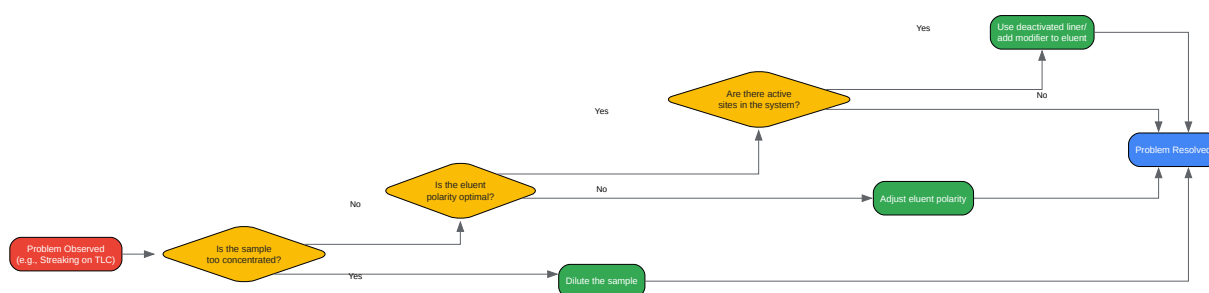 Problem Observed
(e.g., Streaking on TLC)
Is the sample
too concentrated?
No
Yes
Is the eluent
polarity optimal?
Dilute the sample
Yes
No
Are there active
sites in the system?
Adjust eluent polarity
Yes
No
Use deactivated liner/
add modifier to eluent
Problem Resolved